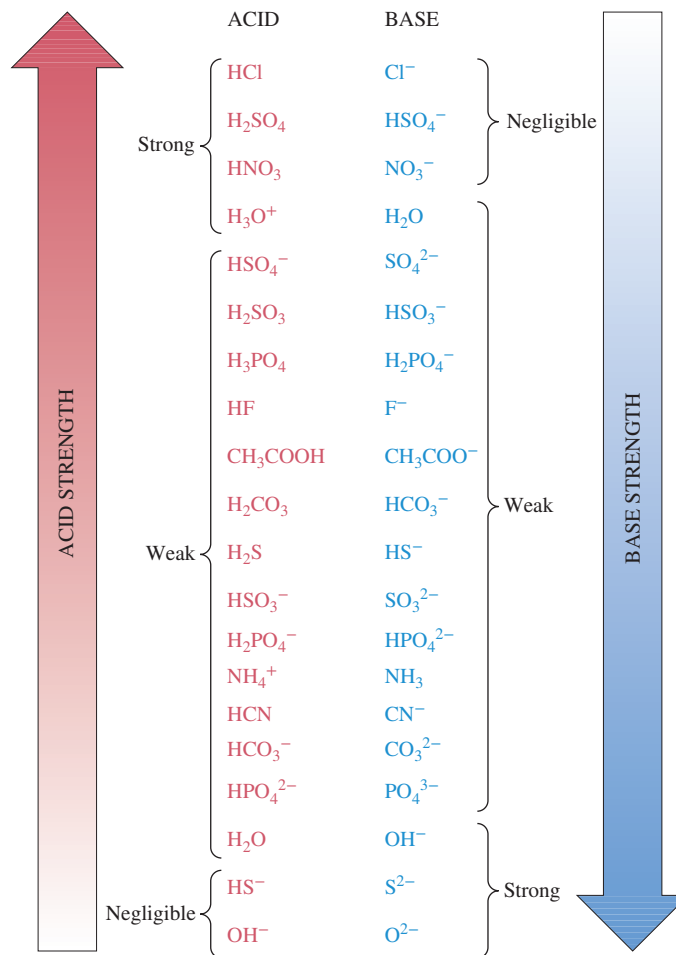 ACID BASE
HCl Cl⁻
H₂SO₄ HSO₄⁻
Negligible
Strong
HNO₃ NO₃⁻
H₃O⁺ H₂O
HSO₄⁻ SO₄²⁻
H₂SO₃ HSO₃⁻
H₃PO₄ H₂PO₄⁻
HF F⁻
CH₃COOH CH₃COO⁻
H₂CO₃ HCO₃⁻
Weak
ACID STRENGTH
BASE STRENGTH
Weak
H₂S HS⁻
HSO₃⁻ SO₃²⁻
H₂PO₄⁻ HPO₄²⁻
NH₄⁺ NH₃
HCN CN⁻
HCO₃⁻ CO₃²⁻
HPO₄²⁻ PO₄³⁻
H₂O OH⁻
HS⁻ S²⁻
Strong
Negligible
OH⁻ O²⁻